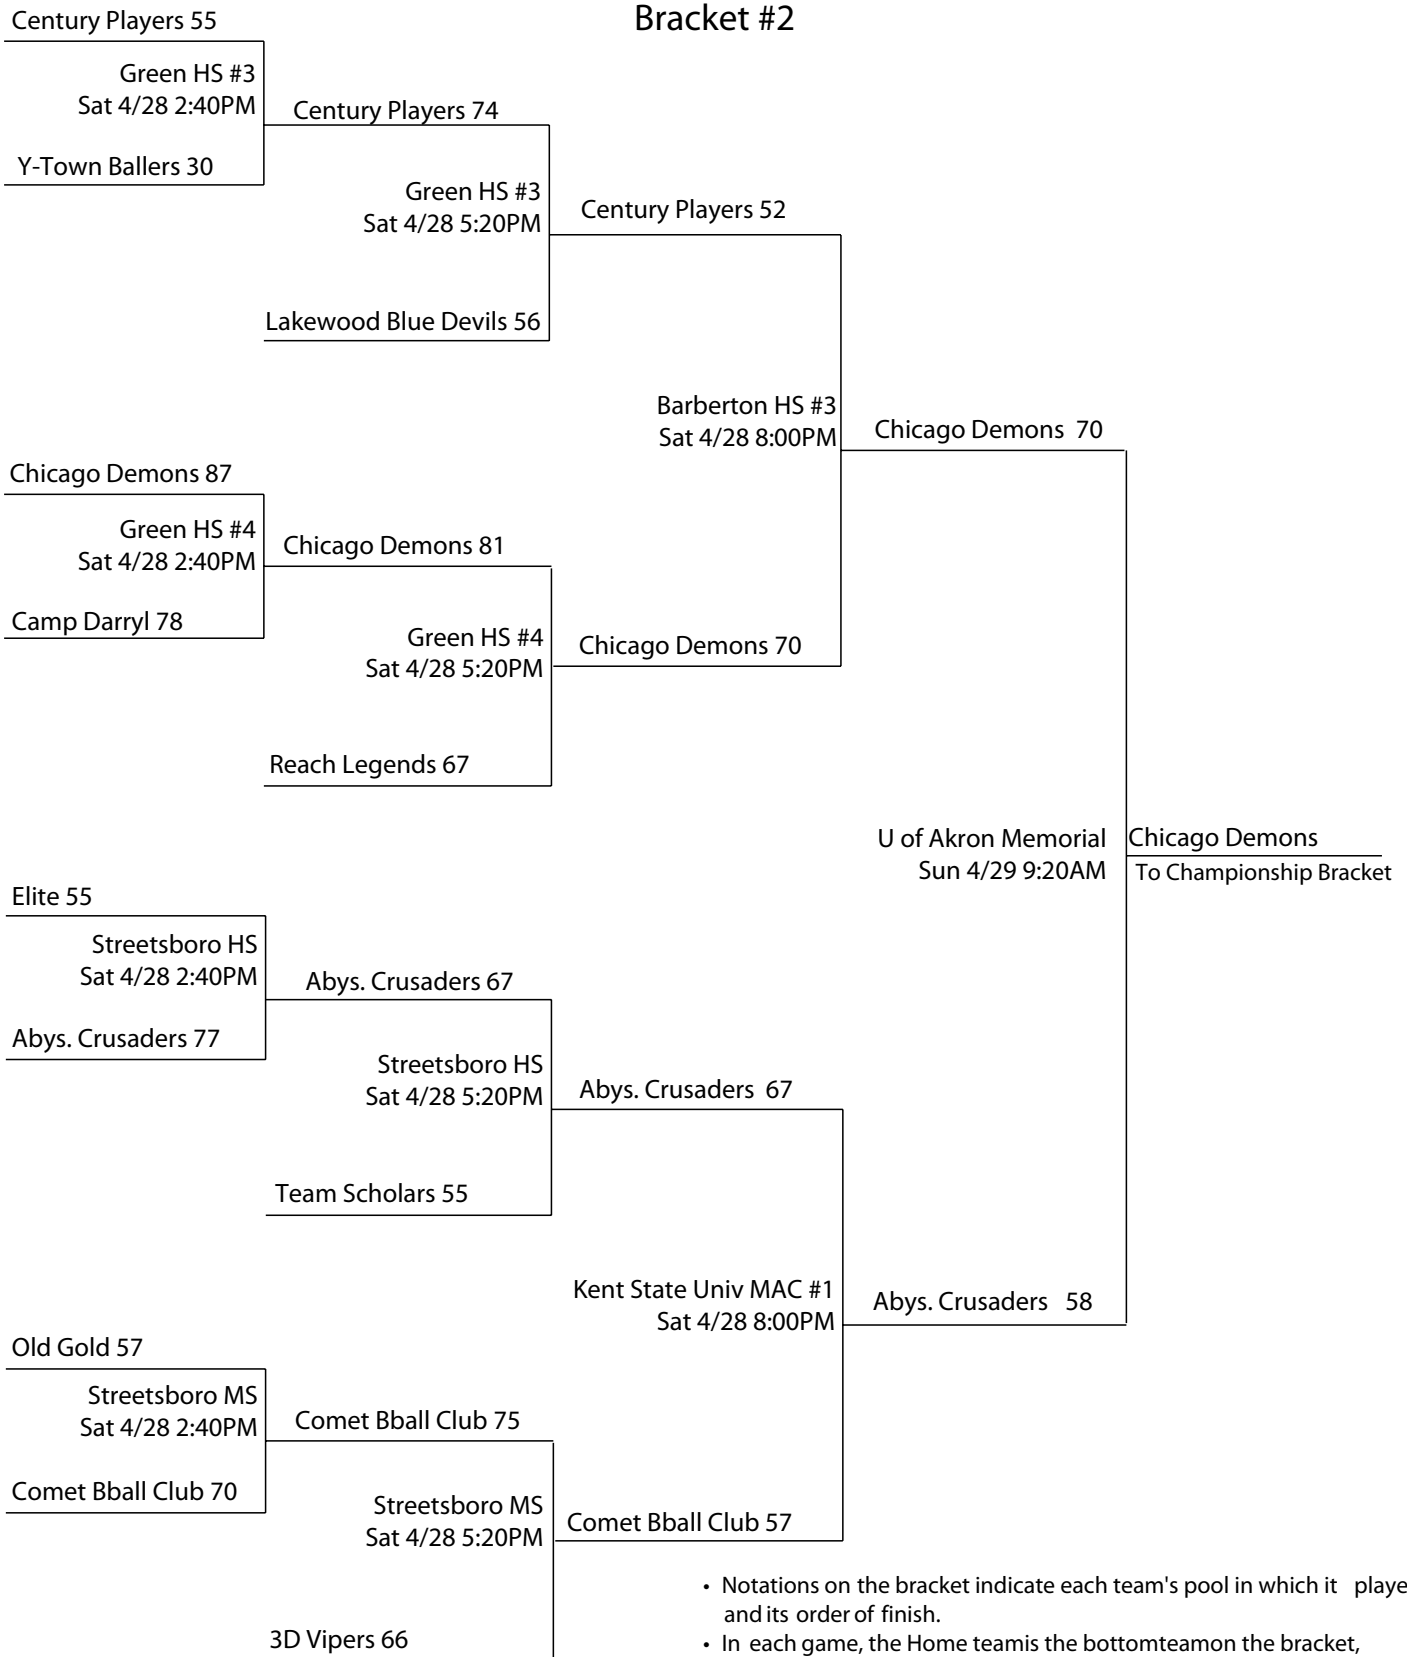 Bracket #2
Century Players 55
Green HS #3
Sat 4/28 2:40PM
Century Players 74
Y-Town Ballers 30
Green HS #3
Sat 4/28 5:20PM
Century Players 52
Lakewood Blue Devils 56
Barberton HS #3
Sat 4/28 8:00PM
Chicago Demons 70
Chicago Demons 87
Green HS #4
Sat 4/28 2:40PM
Chicago Demons 81
Camp Darryl 78
Green HS #4
Sat 4/28 5:20PM
Chicago Demons 70
Reach Legends 67
U of Akron Memorial
Sun 4/29 9:20AM
Chicago Demons
To Championship Bracket
Elite 55
Streetsboro HS
Sat 4/28 2:40PM
Abys. Crusaders 67
Abys. Crusaders 77
Streetsboro HS
Sat 4/28 5:20PM
Abys. Crusaders 67
Team Scholars 55
Kent State Univ MAC #1
Sat 4/28 8:00PM
Abys. Crusaders 58
Old Gold 57
Streetsboro MS
Sat 4/28 2:40PM
Comet Bball Club 75
Comet Bball Club 70
Streetsboro MS
Sat 4/28 5:20PM
Comet Bball Club 57
3D Vipers 66
• Notations on the bracket indicate each team's pool in which it playe
and its order of finish.
• In each game, the Home teamis the bottomteamon the bracket,